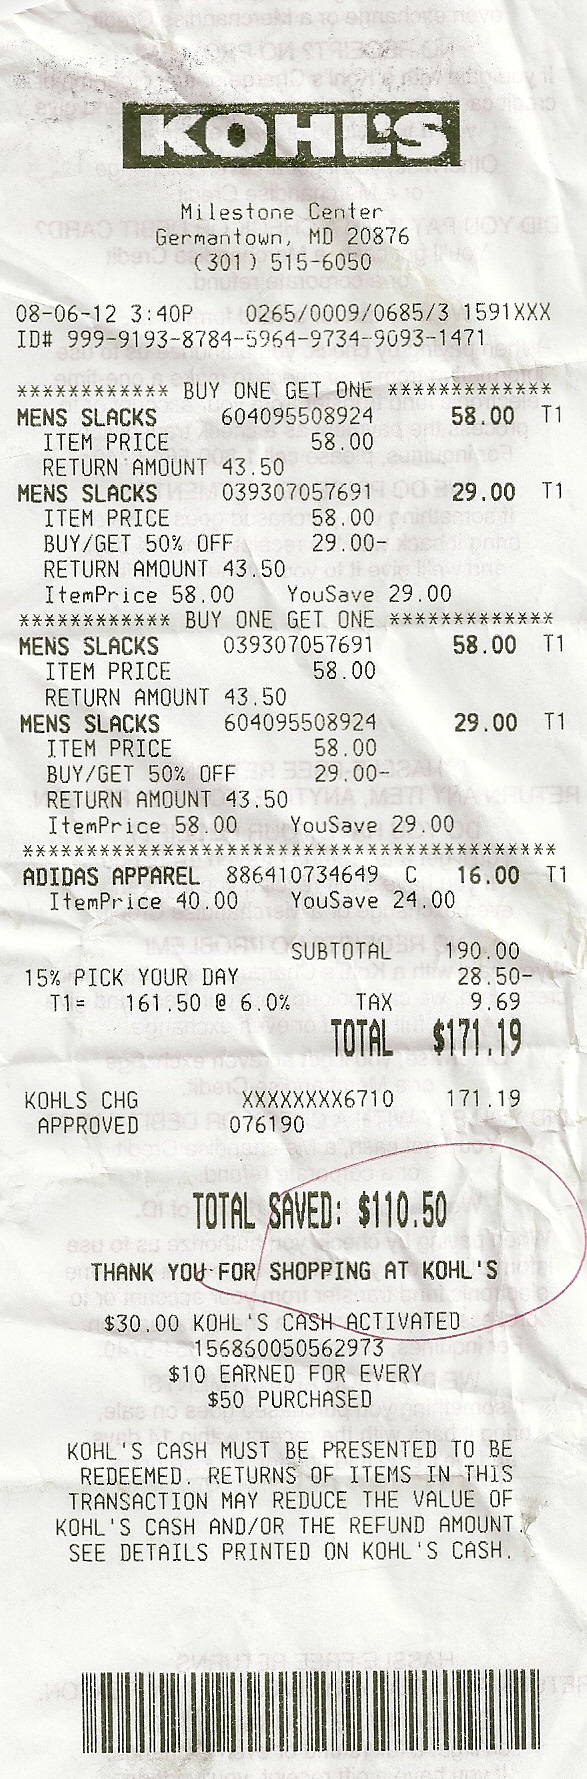 KOHL'S
Milestone Center
Germantown, MD 20876
(301) 515-6050
08-06-12 3:40P 0265/0009/0685/3 1591XXX
ID# 999-9193-8784-5964-9734-9093-1471
************ BUY ONE GET ONE *************
MENS SLACKS 604095508924 58.00 T1
ITEM PRICE 58.00
RETURN AMOUNT 43.50
MENS SLACKS 039307057691 29.00 T1
ITEM PRICE 58.00
BUY/GET 50% OFF 29.00-
RETURN AMOUNT 43.50
ItemPrice 58.00 YouSave 29.00
************ BUY ONE GET ONE *************
MENS SLACKS 039307057691 58.00 T1
ITEM PRICE 58.00
RETURN AMOUNT 43.50
MENS SLACKS 604095508924 29.00 T1
ITEM PRICE 58.00
BUY/GET 50% OFF 29.00-
RETURN AMOUNT 43.50
ItemPrice 58.00 YouSave 29.00
******************************************
ADIDAS APPAREL 886410734649 C 16.00 T1
ItemPrice 40.00 YouSave 24.00
SUBTOTAL 190.00
15% PICK YOUR DAY 28.50-
T1= 161.50 @ 6.0% TAX 9.69
TOTAL $171.19
KOHLS CHG XXXXXXXX6710 171.19
APPROVED 076190
TOTAL SAVED: $110.50
THANK YOU FOR SHOPPING AT KOHL'S
$30.00 KOHL'S CASH ACTIVATED
156860050562973
$10 EARNED FOR EVERY
$50 PURCHASED
KOHL'S CASH MUST BE PRESENTED TO BE
REDEEMED. RETURNS OF ITEMS IN THIS
TRANSACTION MAY REDUCE THE VALUE OF
KOHL'S CASH AND/OR THE REFUND AMOUNT.
SEE DETAILS PRINTED ON KOHL'S CASH.